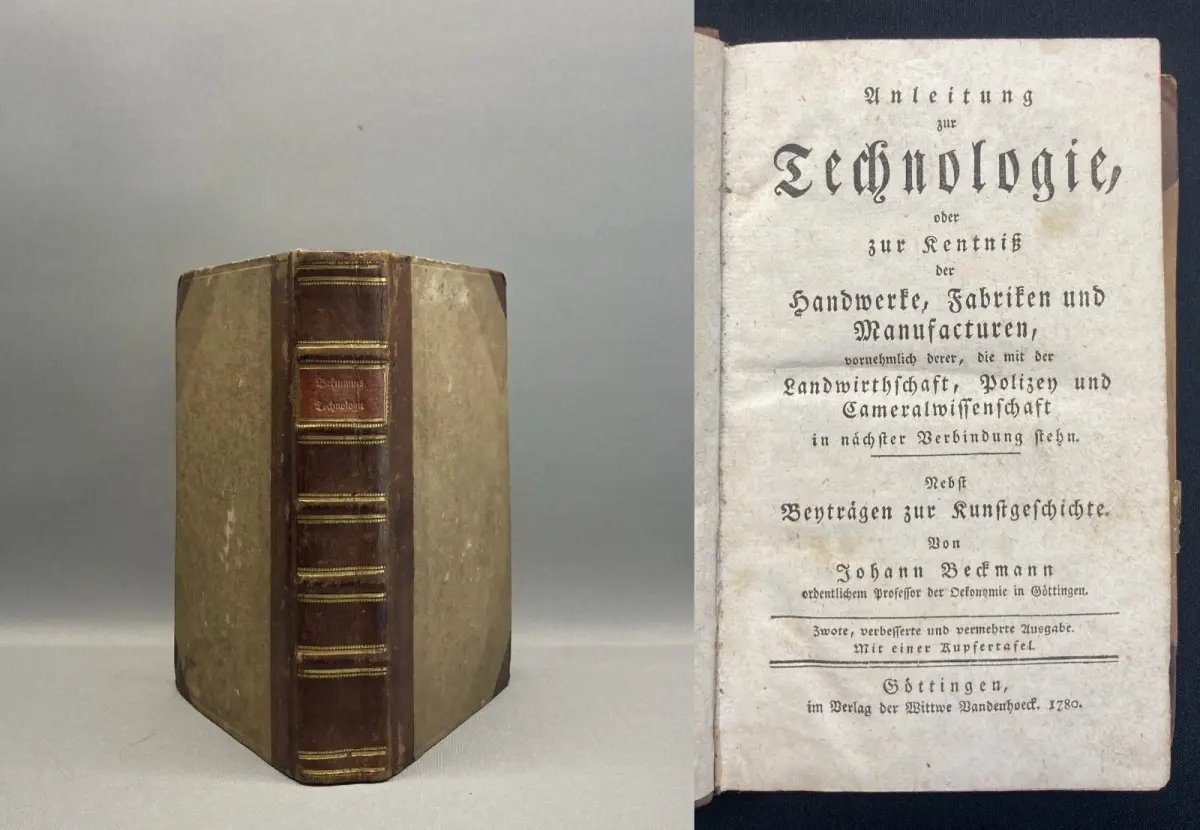 Bekmanns
Technologie
Anleitung
zur
Technologie,
oder
zur Kentniß
der
Handwerke, Fabriken und
Manufacturen,
vornehmlich derer, die mit der
Landwirthschaft, Polizey und
Cameralwissenschaft
in nächster Verbindung stehn.
Nebst
Beyträgen zur Kunstgeschichte.
Von
Johann Beckmann
ordentlichem Professor der Oekonomie in Göttingen.
Zwote, verbesserte und vermehrte Ausgabe.
Mit einer Kupfertafel
Göttingen,
im Verlag der Wittwe Vandenhoeck. 1780.